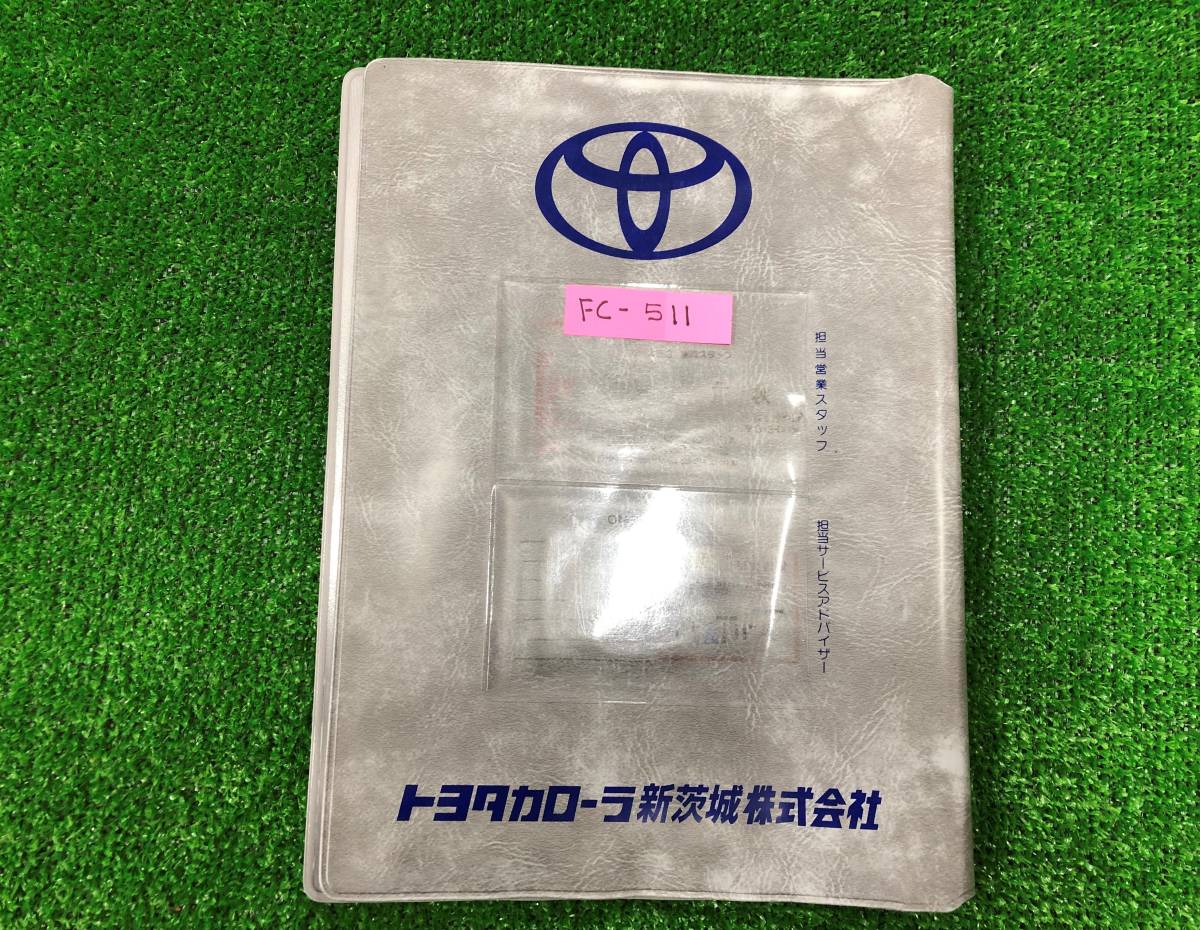 FC-511
担当営業スタッフ
担当サービスアドバイザー
トヨタカローラ新茨城株式会社